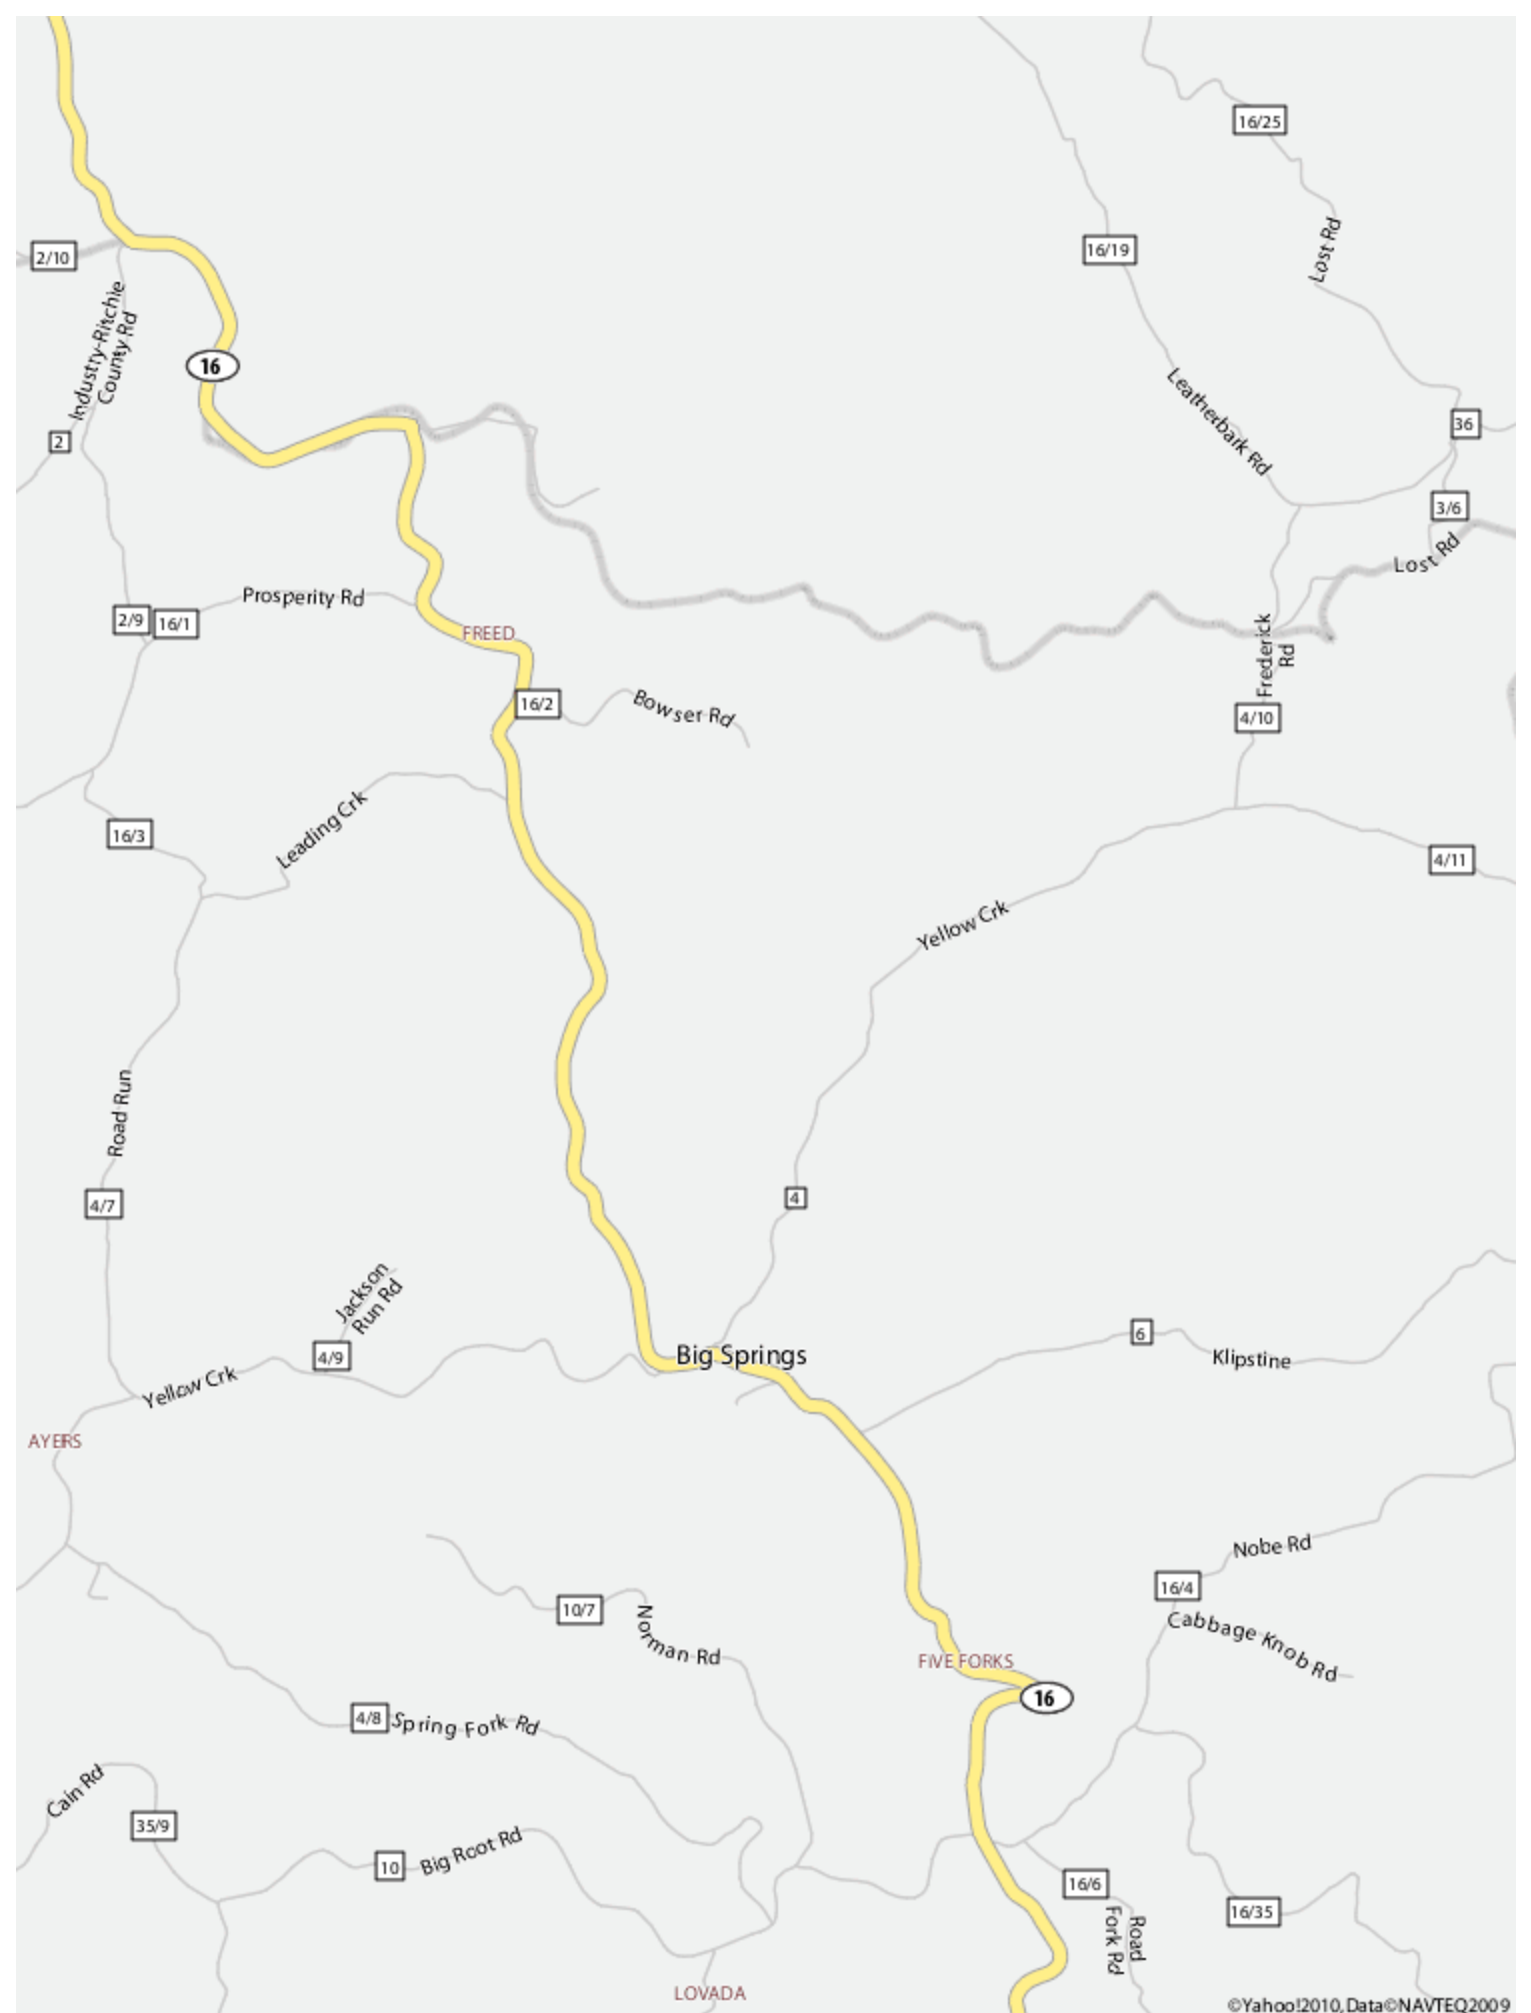 16/25
Lost Rd
2/10
16/19
Industry-Ritchie
County Rd
16
Leatherbark Rd
36
2
3/6
Lost Rd
Prosperity Rd
2/9
16/1
FREED
Frederick
Rd
16/2
Bowser Rd
4/10
Leading Crk
16/3
4/11
Yellow Crk
Road Run
4
4/7
Jackson
Run Rd
6
4/9
Big Springs
Klipstine
Yellow Crk
AYERS
Nobe Rd
16/4
10/7
Norman Rd
Cabbage Knob Rd
FIVE FORKS
16
4/8
Spring Fork Rd
Cain Rd
35/9
10
Big Root Rd
16/6
Road
Fork Rd
16/35
LOVADA
©Yahoo!2010, Data©NAVTEQ2009